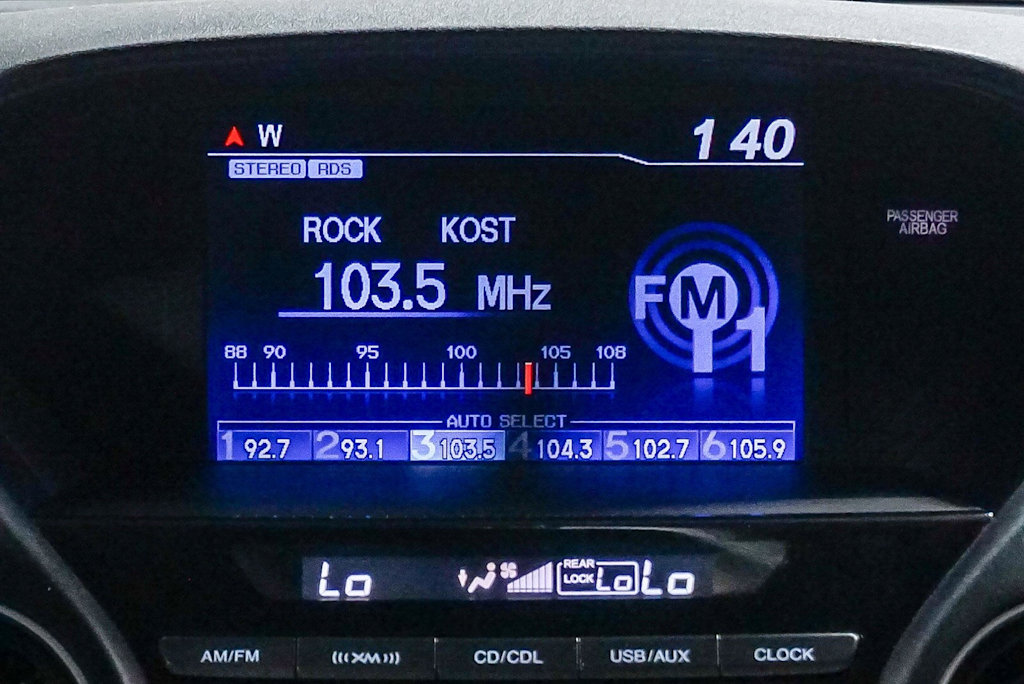 W 1 40
STEREO RDS
ROCK KOST
103.5 MHz
PASSENGER
AIRBAG
FM1
88 90 95 100 105 108
AUTO SELECT
1 92.7 2 93.1 3 103.5 4 104.3 5 102.7 6 105.9
Lo REAR LOCK Lo Lo
AM/FM (((XM))) CD/CDL USB/AUX CLOCK